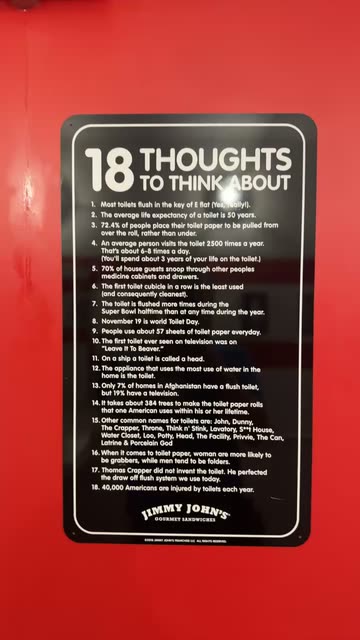 18 THOUGHTS
TO THINK ABOUT
1. Most toilets flush in the key of E flat (Yes, really!).
2. The average life expectancy of a toilet is 50 years.
3. 72.4% of people place their toilet paper to be pulled from
over the roll, rather than under.
4. An average person visits the toilet 2500 times a year.
That's about 6-8 times a day.
(You'll spend about 3 years of your life on the toilet.)
5. 70% of house guests snoop through other peoples
medicine cabinets and drawers.
6. The first toilet cubicle in a row is the least used
(and consequently cleanest).
7. The toilet is flushed more times during the
Super Bowl halftime than at any time during the year.
8. November 19 is world Toilet Day.
9. People use about 57 sheets of toilet paper everyday.
10. The first toilet ever seen on television was on
"Leave It To Beaver."
11. On a ship a toilet is called a head.
12. The appliance that uses the most use of water in the
home is the toilet.
13. Only 7% of homes in Afghanistan have a flush toilet,
but 19% have a television.
14. It takes about 384 trees to make the toilet paper rolls
that one American uses within his or her lifetime.
15. Other common names for toilets are: John, Dunny,
The Crapper, Throne, Think n' Stink, Lavatory, S**t House,
Water Closet, Loo, Potty, Head, The Facility, Privvie, The Can,
Latrine & Porcelain God
16. When it comes to toilet paper, woman are more likely to
be grabbers, while men tend to be folders.
17. Thomas Crapper did not invent the toilet. He perfected
the draw off flush system we use today.
18. 40,000 Americans are injured by toilets each year.
JIMMY JOHN'S
GOURMET SANDWICHES
JIMMY JOHN'S FRANCHISE LLC ALL RIGHTS RESERVED.